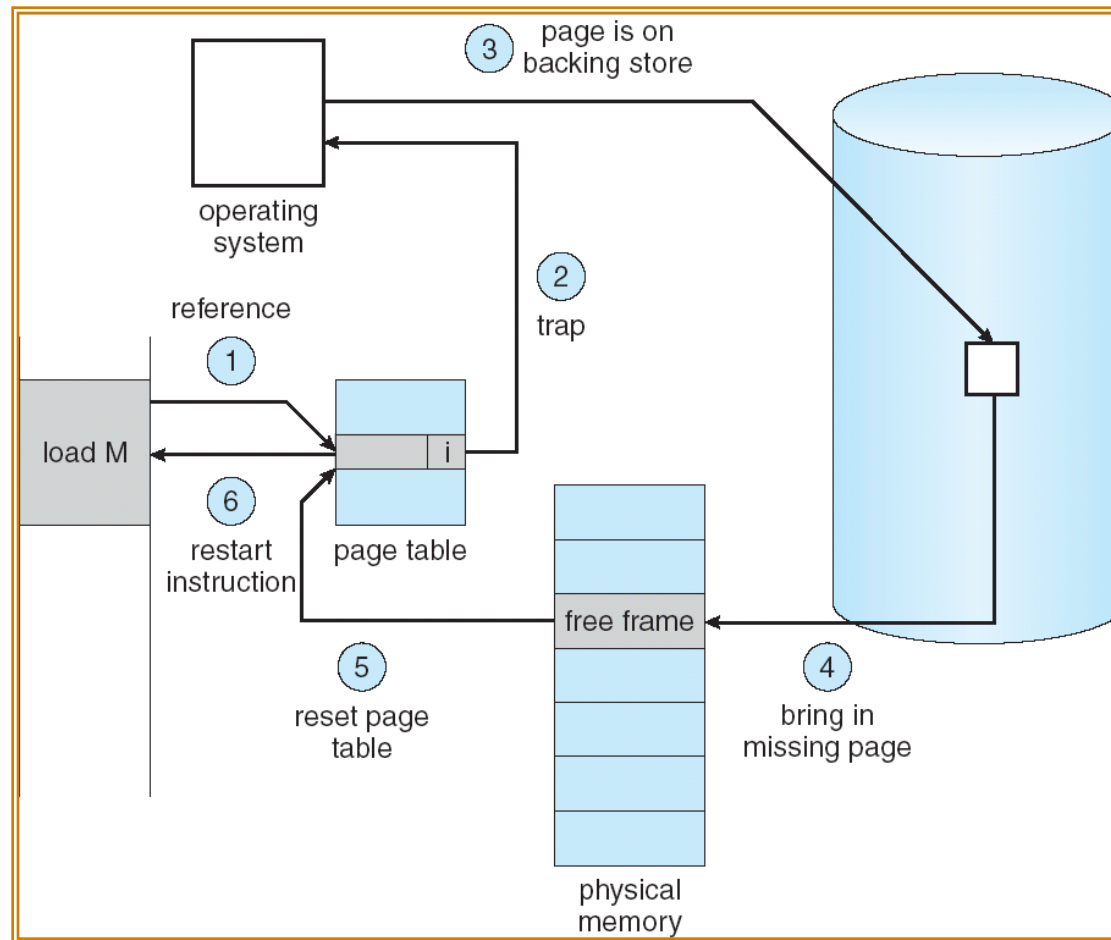 3
page is on
backing store
operating
system
2
trap
reference
1
load M
i
6
restart
instruction
page table
free frame
5
reset page
table
4
bring in
missing page
physical
memory